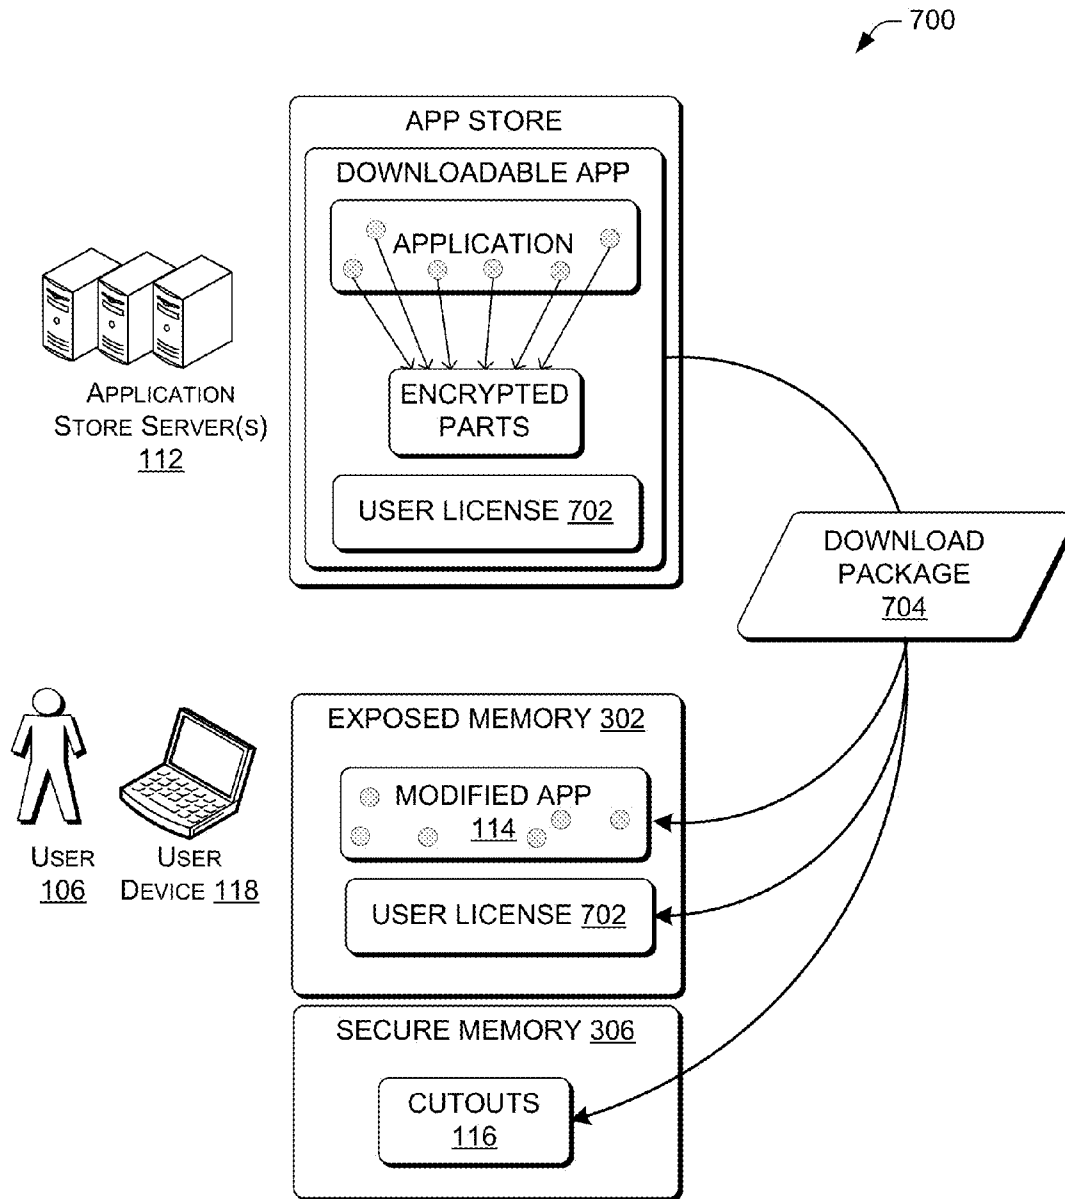 700
APP STORE
DOWNLOADABLE APP
APPLICATION
ENCRYPTED
PARTS
USER LICENSE 702
APPLICATION
STORE SERVER(S)
112
DOWNLOAD
PACKAGE
704
EXPOSED MEMORY 302
MODIFIED APP
114
USER LICENSE 702
USER
106
USER
DEVICE 118
SECURE MEMORY 306
CUTOUTS
116